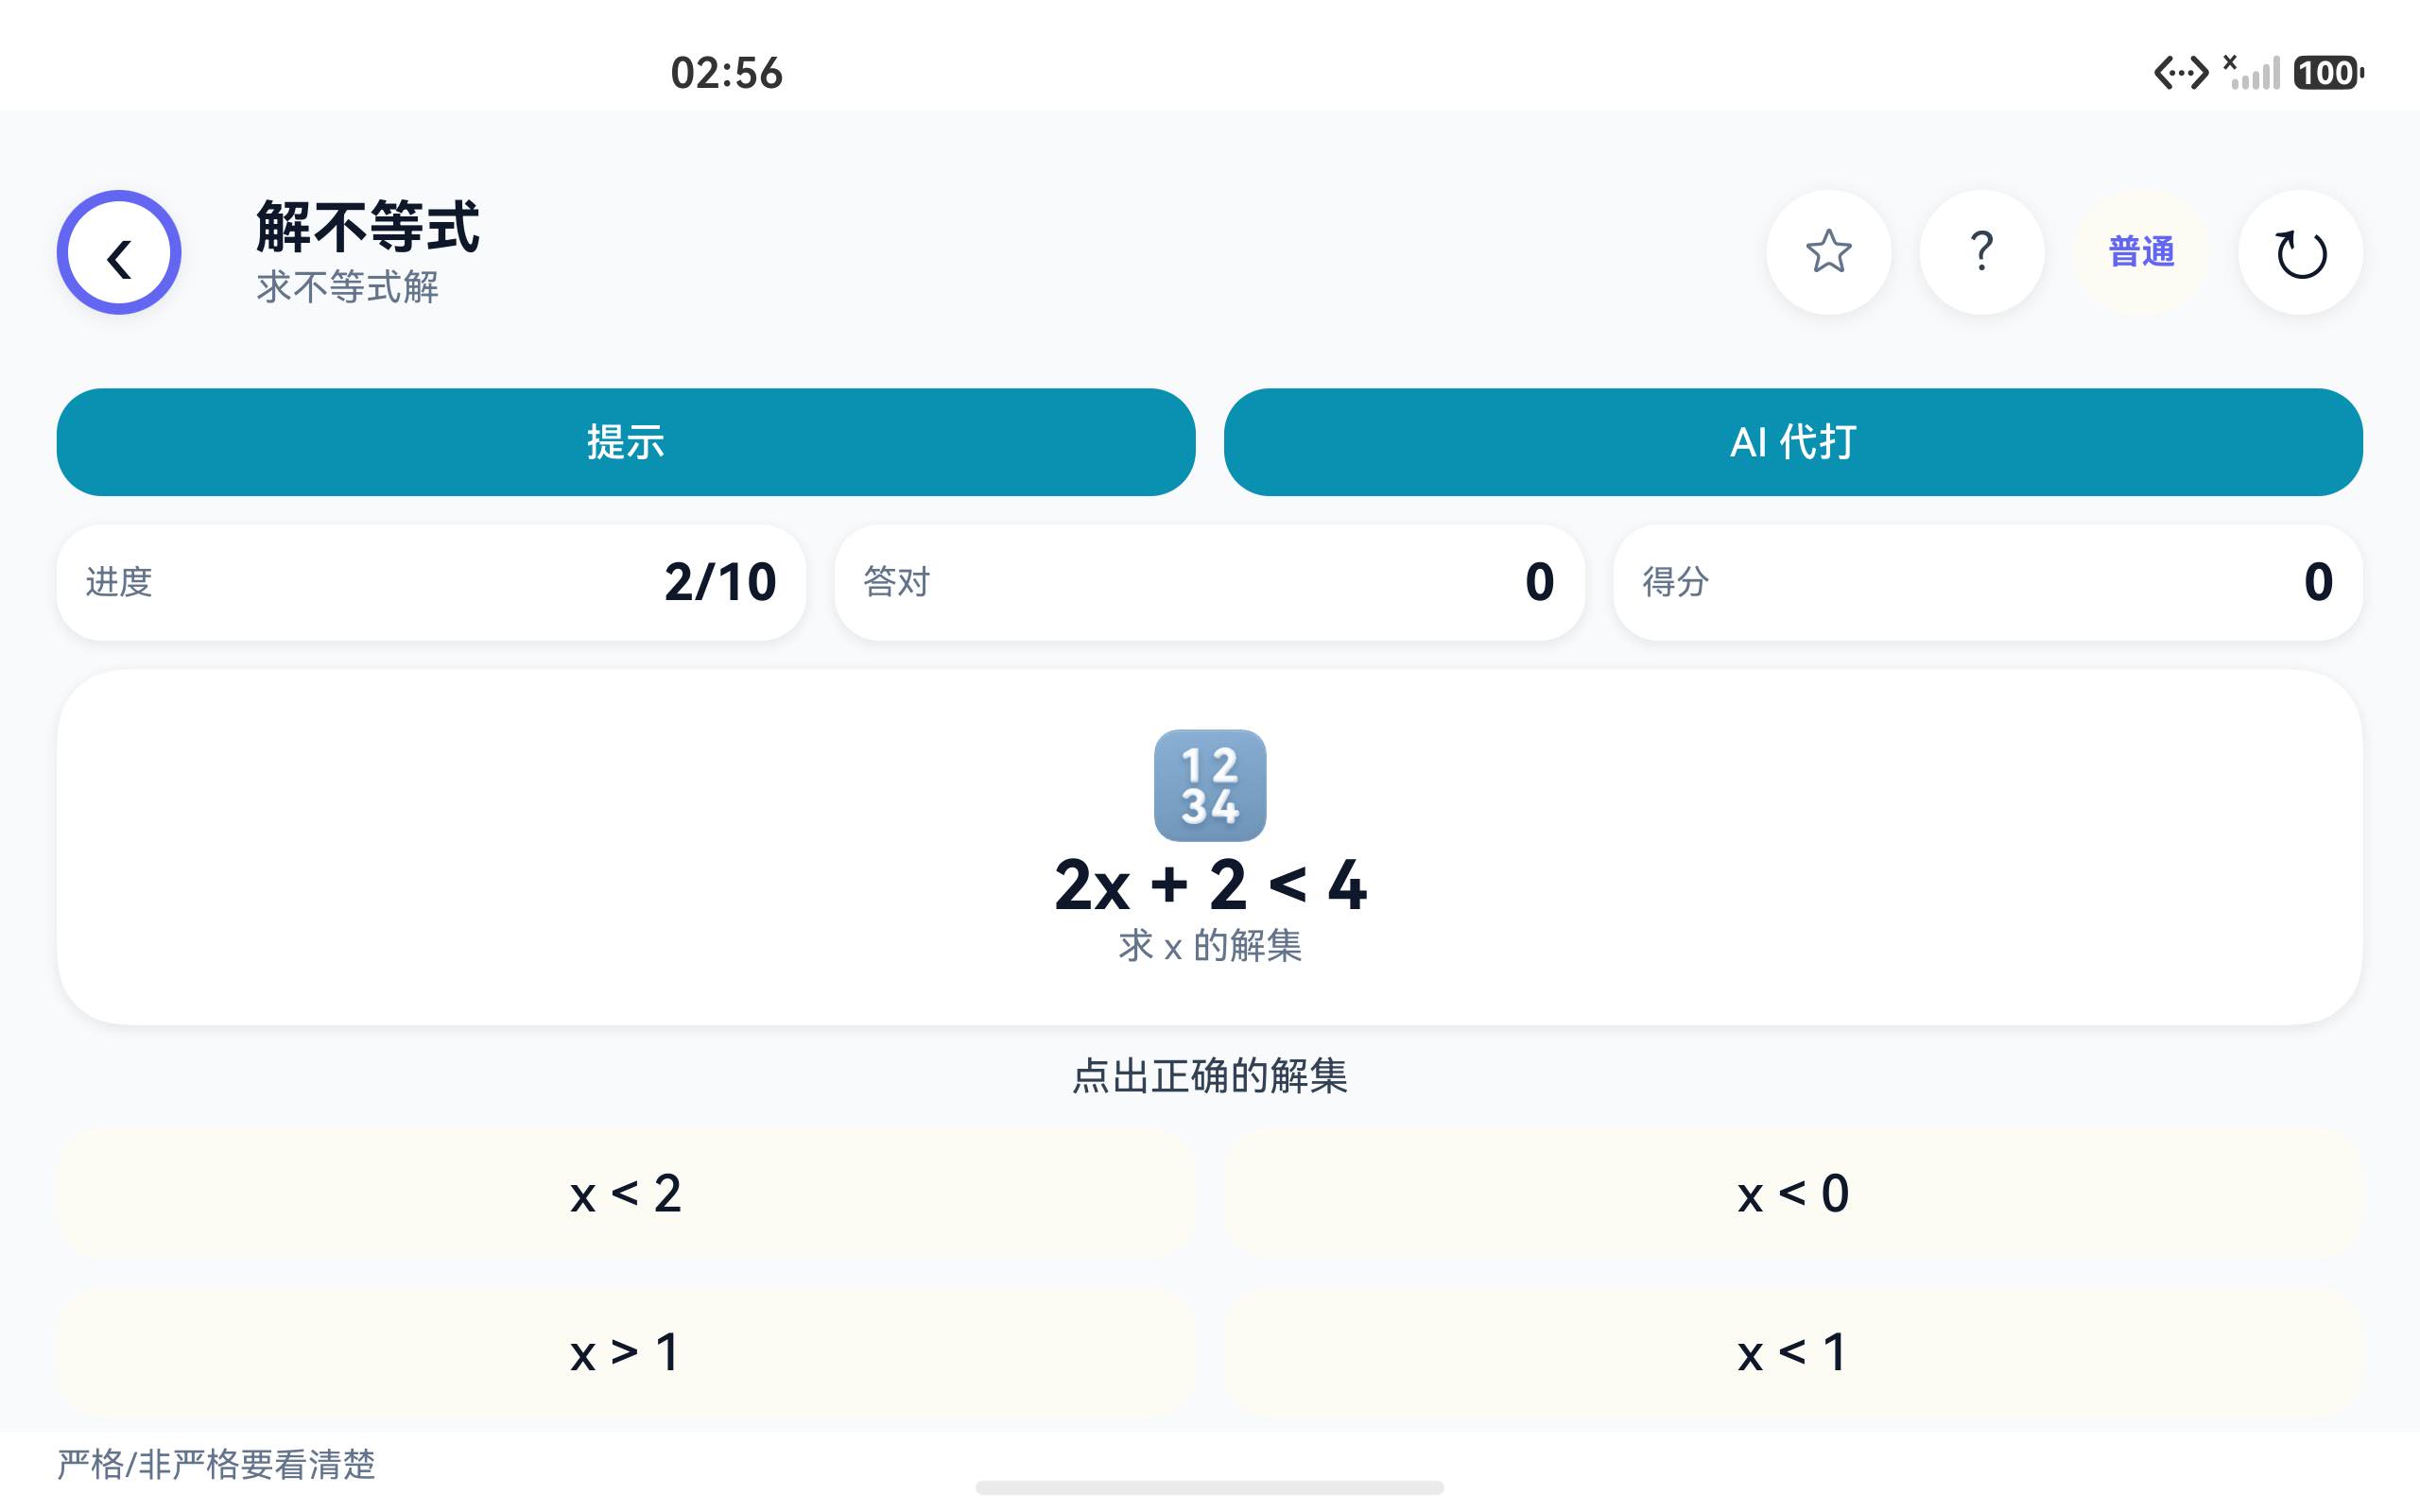 02:56
100
解不等式
求不等式解
?
普通
提示
AI 代打
进度 2/10
答对 0
得分 0
12
34
2x + 2 < 4
求 x 的解集
点出正确的解集
x < 2
x < 0
x > 1
x < 1
严格/非严格要看清楚